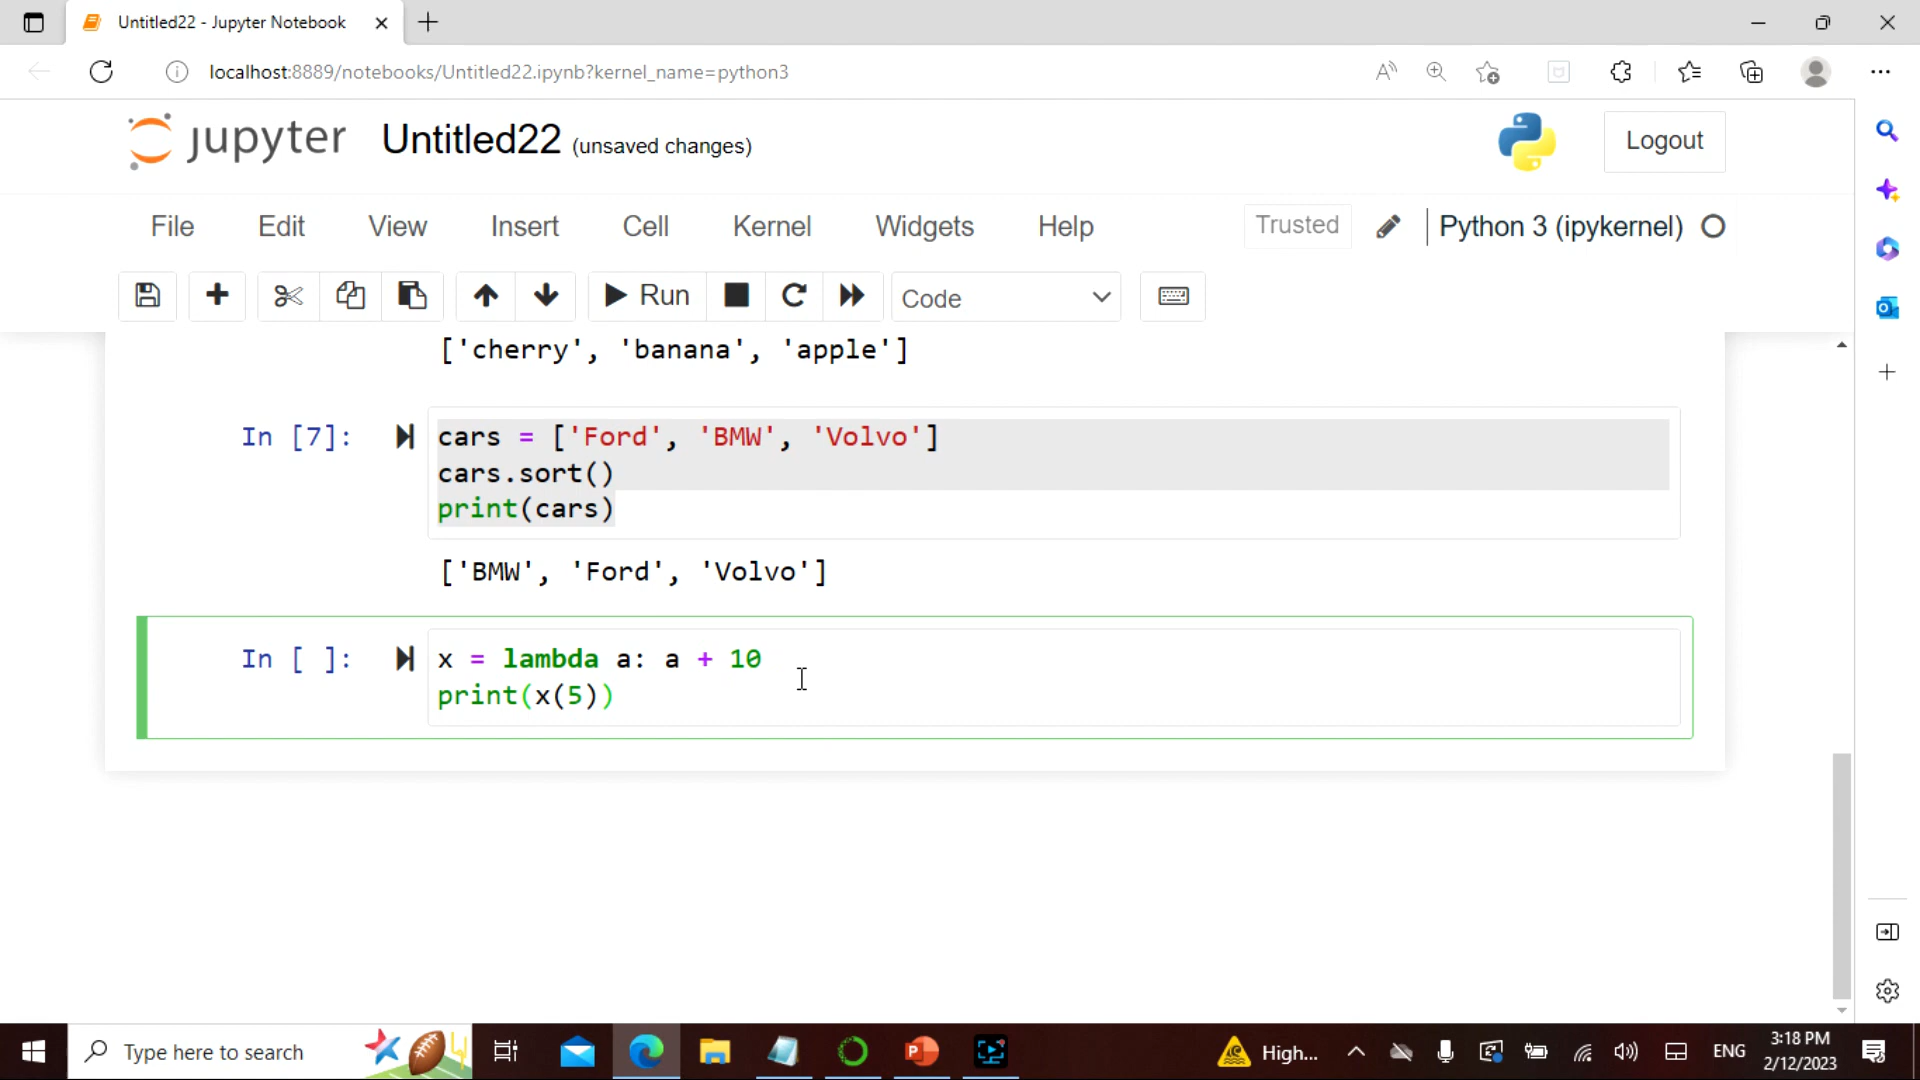 Untitled22 - Jupyter Notebook
localhost:8889/notebooks/Untitled22.ipynb?kernel_name=python3
jupyter Untitled22 (unsaved changes)
Logout
File Edit View Insert Cell Kernel Widgets Help Trusted Python 3 (ipykernel)
Run Code
['cherry', 'banana', 'apple']
In [7]: cars = ['Ford', 'BMW', 'Volvo']
cars.sort()
print(cars)
['BMW', 'Ford', 'Volvo']
In [ ]: x = lambda a: a + 10
print(x(5))
Type here to search
High...
ENG
3:18 PM
2/12/2023